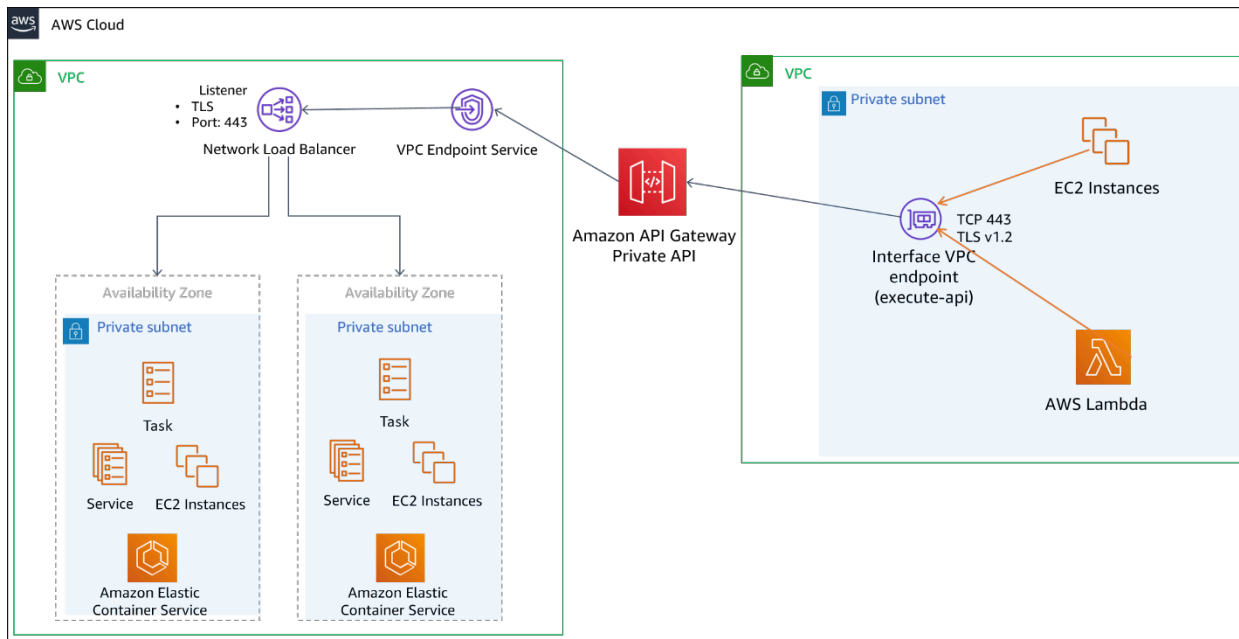 aws
AWS Cloud
VPC
Listener
• TLS
• Port: 443
Network Load Balancer
VPC Endpoint Service
Amazon API Gateway
Private API
VPC
Private subnet
EC2 Instances
TCP 443
TLS v1.2
Interface VPC
endpoint
(execute-api)
AWS Lambda
Availability Zone
Private subnet
Task
Service
EC2 Instances
Amazon Elastic
Container Service
Availability Zone
Private subnet
Task
Service
EC2 Instances
Amazon Elastic
Container Service